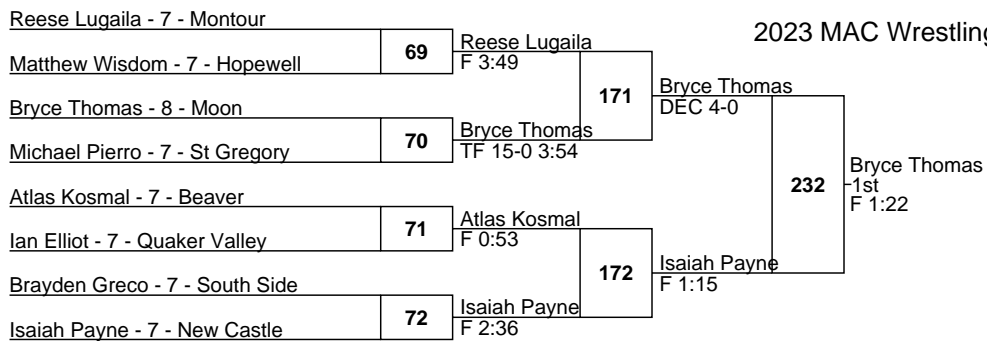 Reese Lugaila - 7 - Montour
2023 MAC Wrestling
69
Reese Lugaila
F 3:49
Matthew Wisdom - 7 - Hopewell
171
Bryce Thomas
DEC 4-0
Bryce Thomas - 8 - Moon
70
Bryce Thomas
TF 15-0 3:54
Michael Pierro - 7 - St Gregory
232
Bryce Thomas
1st
F 1:22
Atlas Kosmal - 7 - Beaver
71
Atlas Kosmal
F 0:53
Ian Elliot - 7 - Quaker Valley
172
Isaiah Payne
F 1:15
Brayden Greco - 7 - South Side
72
Isaiah Payne
F 2:36
Isaiah Payne - 7 - New Castle